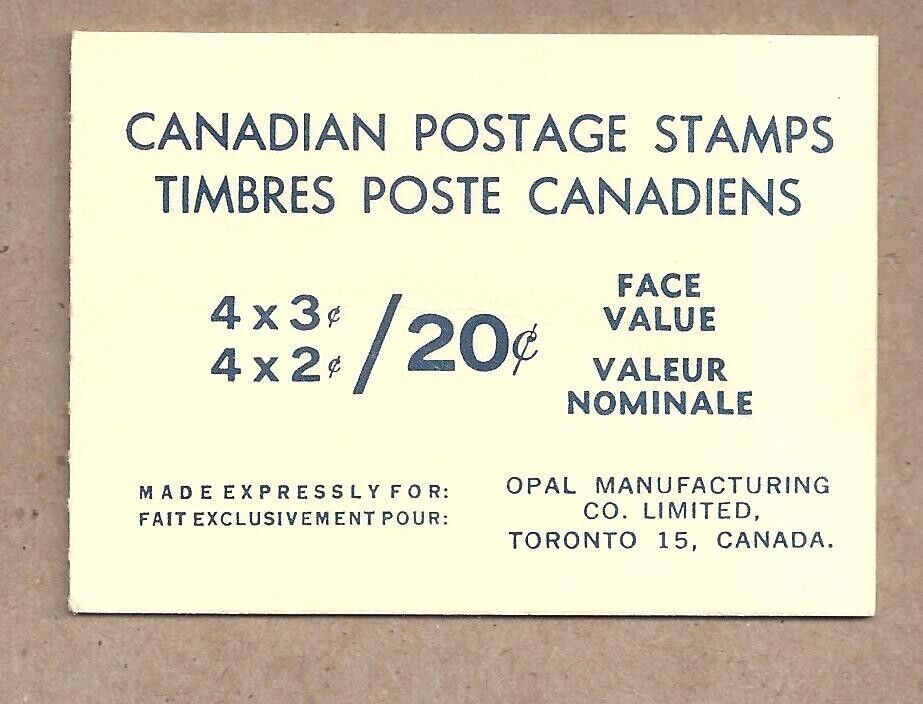 CANADIAN POSTAGE STAMPS
TIMBRES POSTE CANADIENS
4 x 3¢
4 x 2¢
/20¢
FACE
VALUE
VALEUR
NOMINALE
MADE EXPRESSLY FOR:
FAIT EXCLUSIVEMENT POUR:
OPAL MANUFACTURING
CO. LIMITED,
TORONTO 15, CANADA.